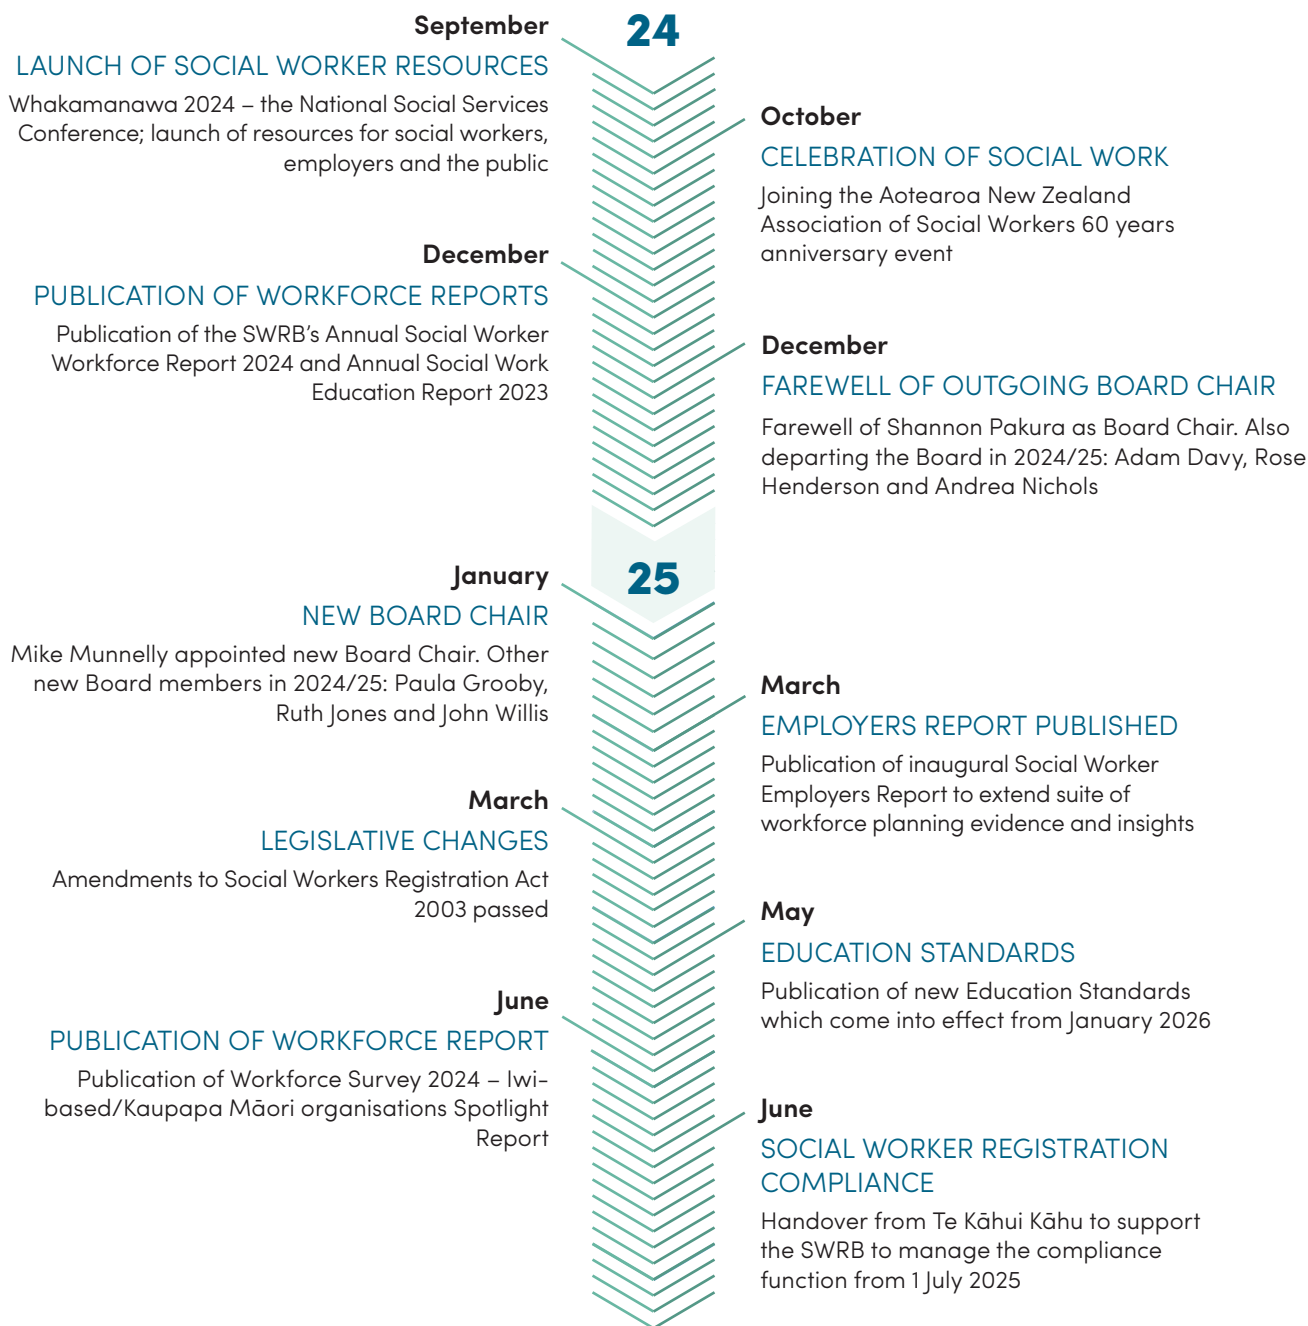 24
September
LAUNCH OF SOCIAL WORKER RESOURCES
Whakamanawa 2024 – the National Social Services
Conference; launch of resources for social workers,
employers and the public
October
CELEBRATION OF SOCIAL WORK
Joining the Aotearoa New Zealand
Association of Social Workers 60 years
anniversary event
December
PUBLICATION OF WORKFORCE REPORTS
Publication of the SWRB’s Annual Social Worker
Workforce Report 2024 and Annual Social Work
Education Report 2023
December
FAREWELL OF OUTGOING BOARD CHAIR
Farewell of Shannon Pakura as Board Chair. Also
departing the Board in 2024/25: Adam Davy, Rose
Henderson and Andrea Nichols
25
January
NEW BOARD CHAIR
Mike Munnelly appointed new Board Chair. Other
new Board members in 2024/25: Paula Grooby,
Ruth Jones and John Willis
March
EMPLOYERS REPORT PUBLISHED
Publication of inaugural Social Worker
Employers Report to extend suite of
workforce planning evidence and insights
March
LEGISLATIVE CHANGES
Amendments to Social Workers Registration Act
2003 passed
May
EDUCATION STANDARDS
Publication of new Education Standards
which come into effect from January 2026
June
PUBLICATION OF WORKFORCE REPORT
Publication of Workforce Survey 2024 – Iwi-
based/Kaupapa Māori organisations Spotlight
Report
June
SOCIAL WORKER REGISTRATION
COMPLIANCE
Handover from Te Kāhui Kāhu to support
the SWRB to manage the compliance
function from 1 July 2025